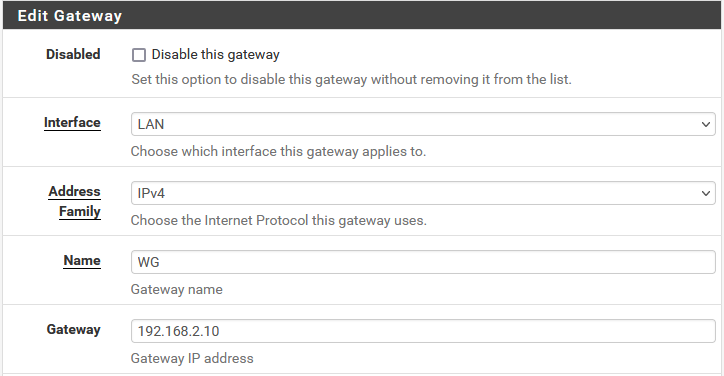 Edit Gateway
Disabled
Disable this gateway
Set this option to disable this gateway without removing it from the list.
Interface
LAN
Choose which interface this gateway applies to.
Address
Family
IPv4
Choose the Internet Protocol this gateway uses.
Name
WG
Gateway name
Gateway
192.168.2.10
Gateway IP address